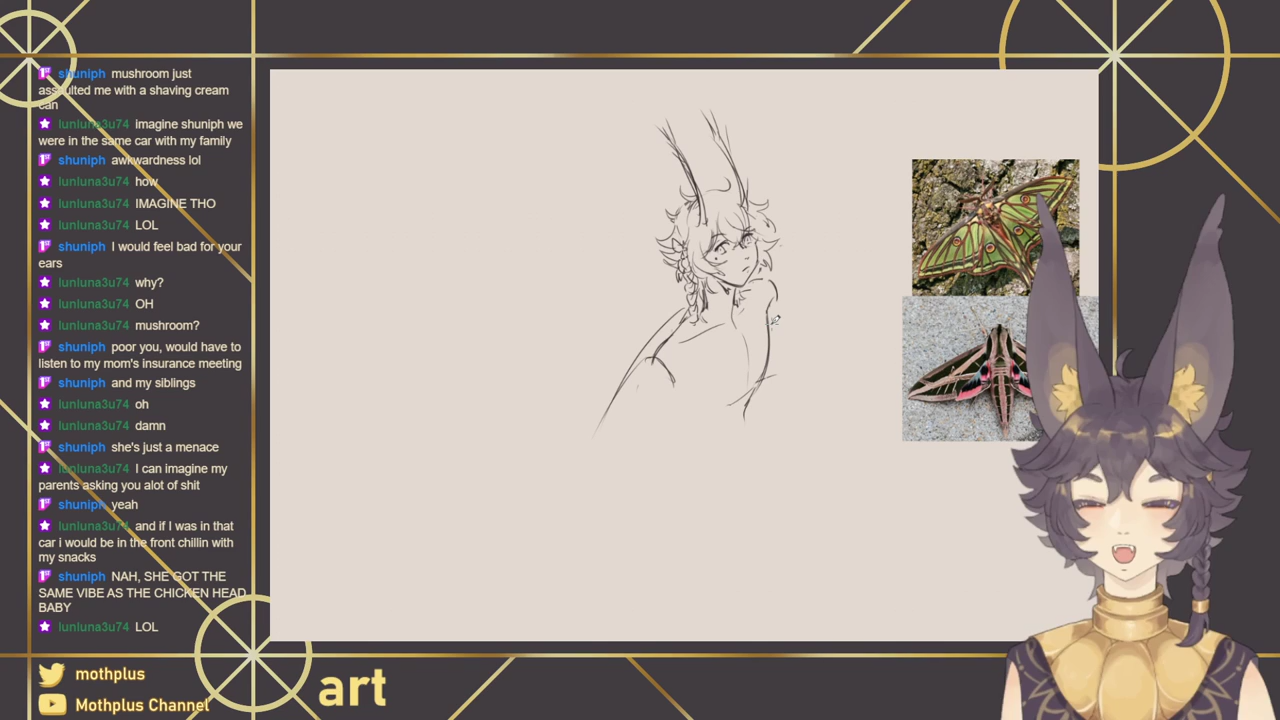 shuniph mushroom just
assaulted me with a shaving cream
can
lunluna3u74 imagine shuniph we
were in the same car with my family
shuniph awkwardness lol
lunluna3u74 how
lunluna3u74 IMAGINE THO
lunluna3u74 LOL
shuniph I would feel bad for your
ears
lunluna3u74 why?
lunluna3u74 OH
lunluna3u74 mushroom?
shuniph poor you, would have to
listen to my mom's insurance meeting
shuniph and my siblings
lunluna3u74 oh
lunluna3u74 damn
shuniph she's just a menace
lunluna3u74 I can imagine my
parents asking you alot of shit
shuniph yeah
lunluna3u74 and if I was in that
car i would be in the front chillin with
my snacks
shuniph NAH, SHE GOT THE
SAME VIBE AS THE CHICKEN HEAD
BABY
lunluna3u74 LOL
mothplus
Mothplus Channel
art